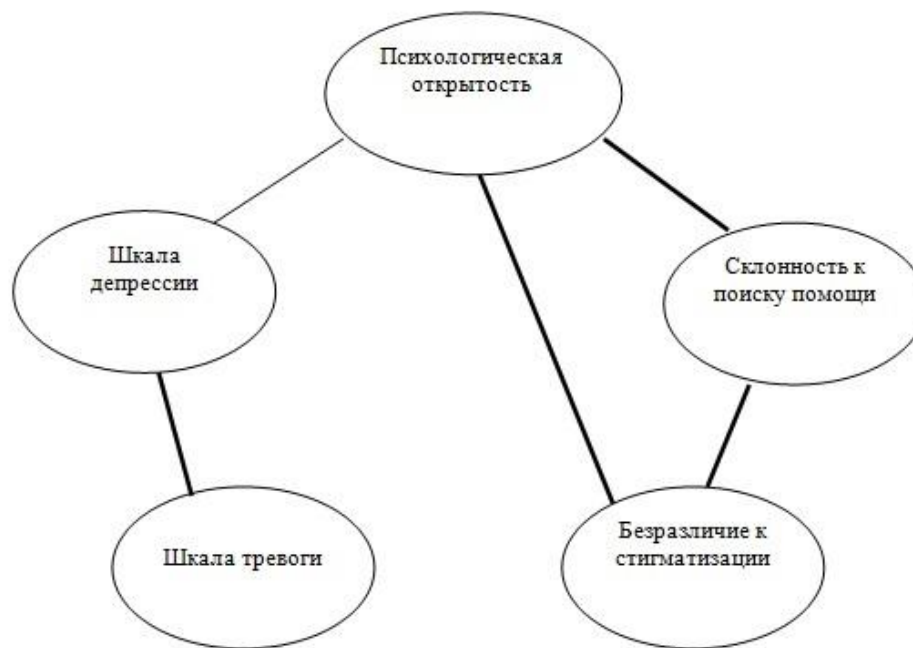 Психологическая
открытость
Шкала
депрессии
Склонность к
поиску помощи
Шкала тревоги
Безразличие к
стигматизации